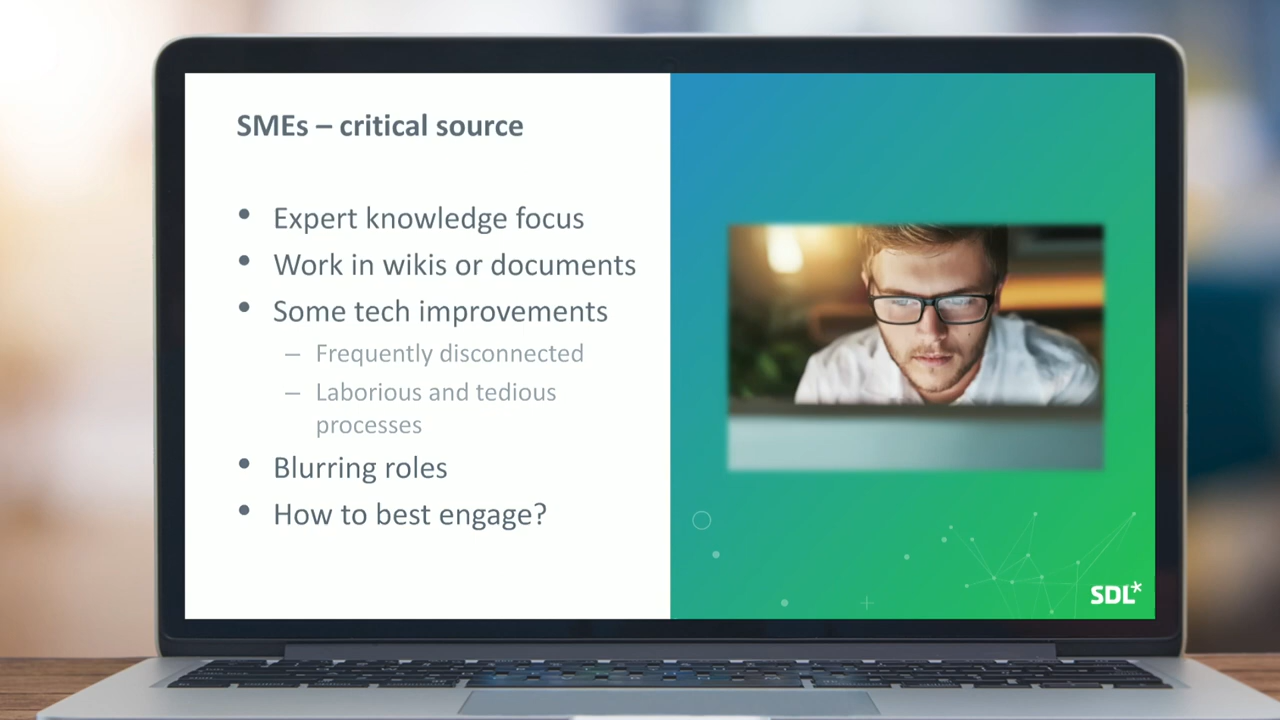 SMEs – critical source
• Expert knowledge focus
• Work in wikis or documents
• Some tech improvements
– Frequently disconnected
– Laborious and tedious
processes
• Blurring roles
• How to best engage?
SDL*